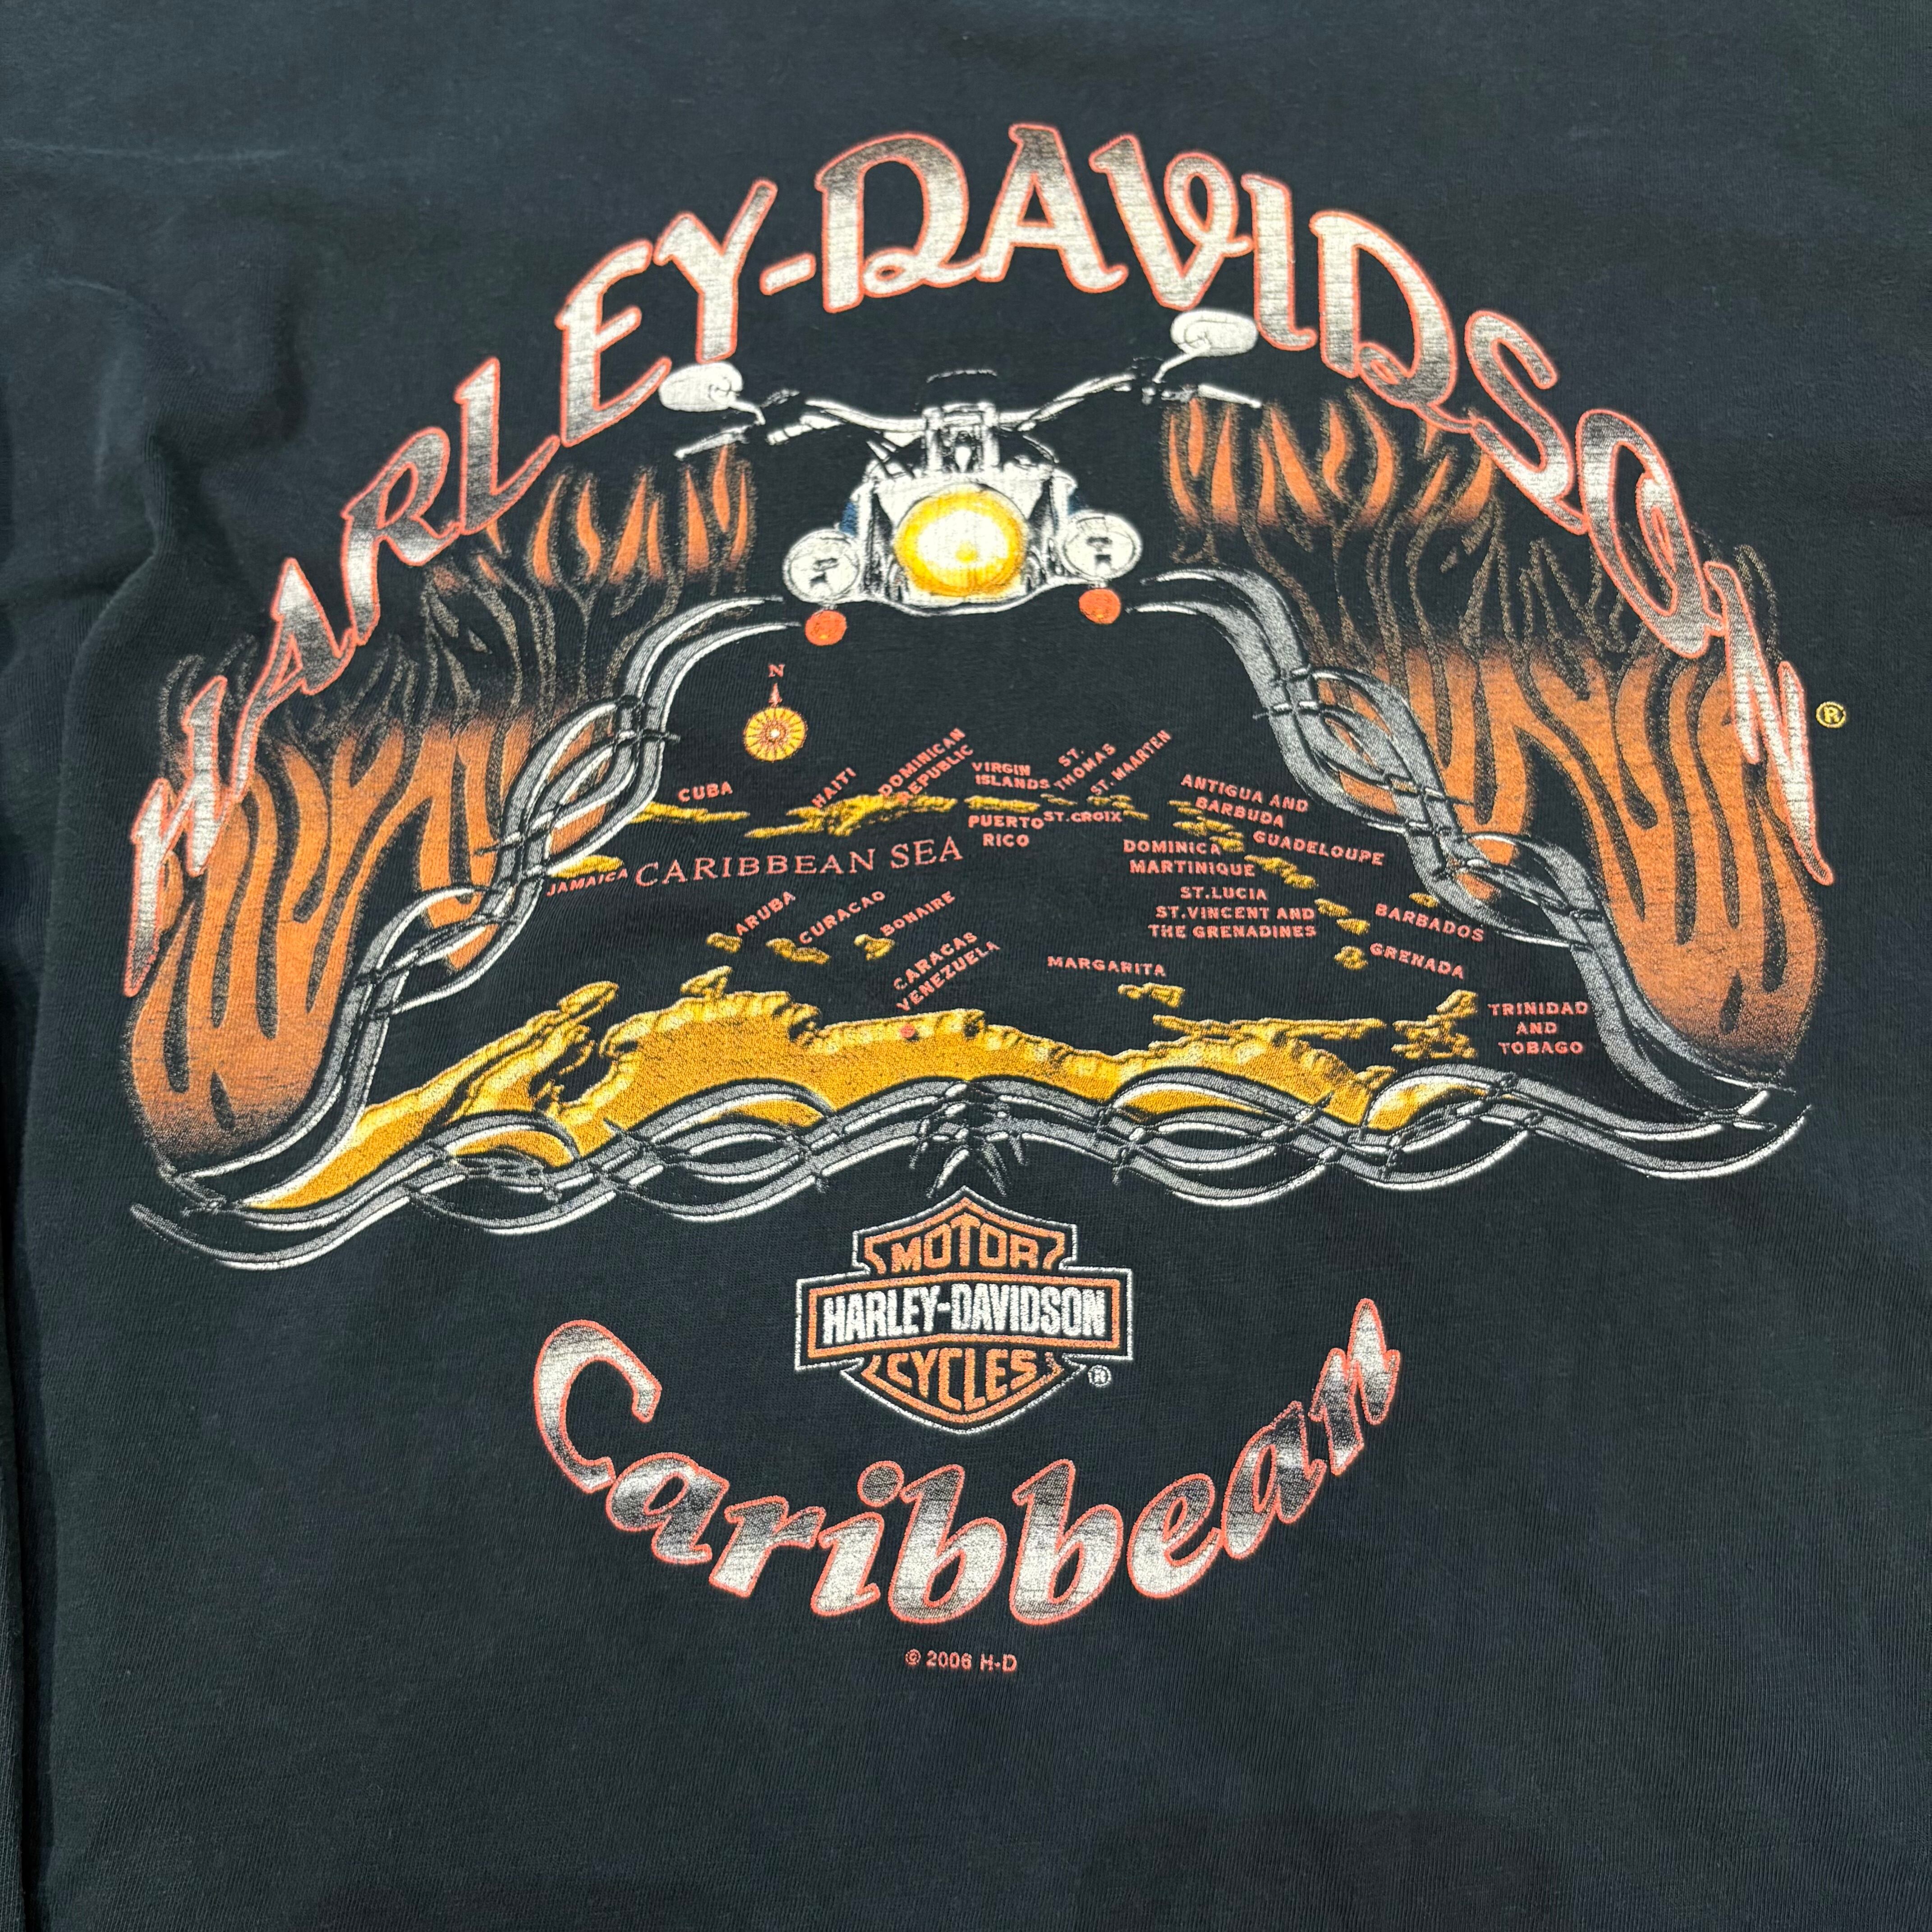 HARLEY-DAVIDSON ®
N
CUBA
HAITI
DOMINICAN
REPUBLIC
VIRGIN
ISLANDS
ST.
THOMAS
ST. MAARTEN
ANTIGUA AND
BARBUDA
PUERTO
RICO
ST.CROIX
GUADELOUPE
DOMINICA
MARTINIQUE
JAMAICA
CARIBBEAN SEA
ST.LUCIA
ST.VINCENT AND
THE GRENADINES
BARBADOS
ARUBA
CURACAO
BONAIRE
CARACAS
VENEZUELA
MARGARITA
GRENADA
TRINIDAD
AND
TOBAGO
MOTOR
HARLEY-DAVIDSON
CYCLES ®
Caribbean
© 2006 H-D